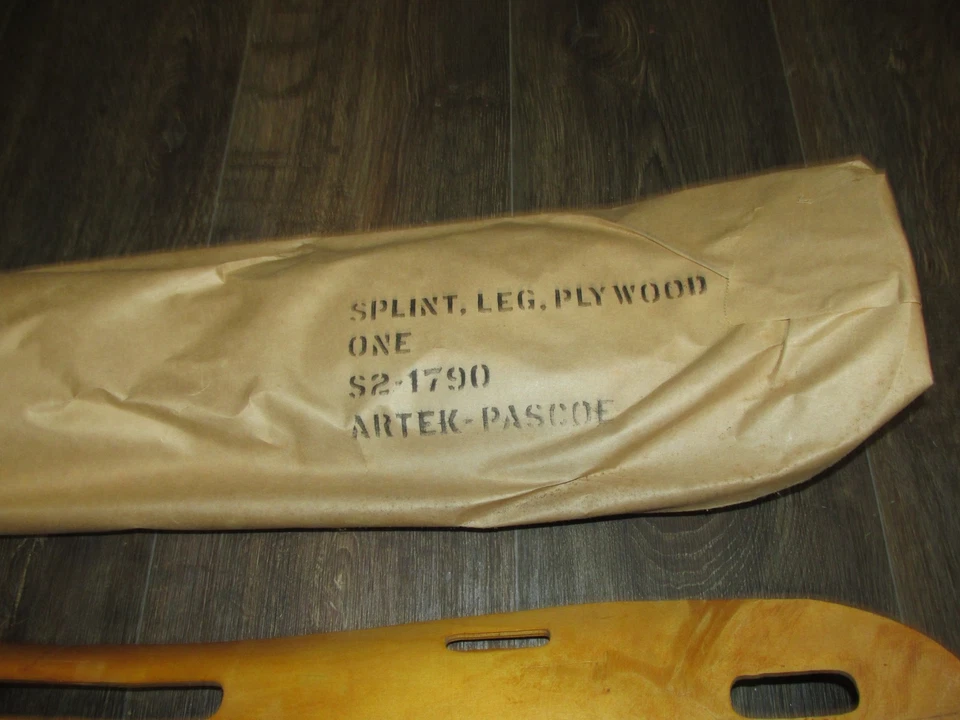 SPLINT, LEG, PLYWOOD
ONE
S2-1790
ARTEK-PASCOE